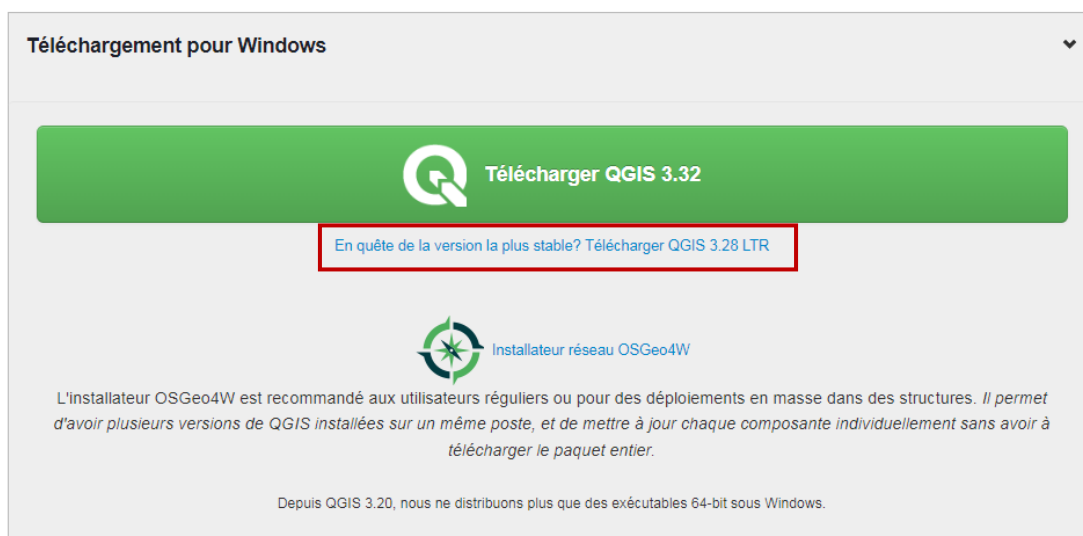 Téléchargement pour Windows
Télécharger QGIS 3.32
En quête de la version la plus stable? Télécharger QGIS 3.28 LTR
Installateur réseau OSGeo4W
L'installateur OSGeo4W est recommandé aux utilisateurs réguliers ou pour des déploiements en masse dans des structures. Il permet
d'avoir plusieurs versions de QGIS installées sur un même poste, et de mettre à jour chaque composante individuellement sans avoir à
télécharger le paquet entier.
Depuis QGIS 3.20, nous ne distribuons plus que des exécutables 64-bit sous Windows.